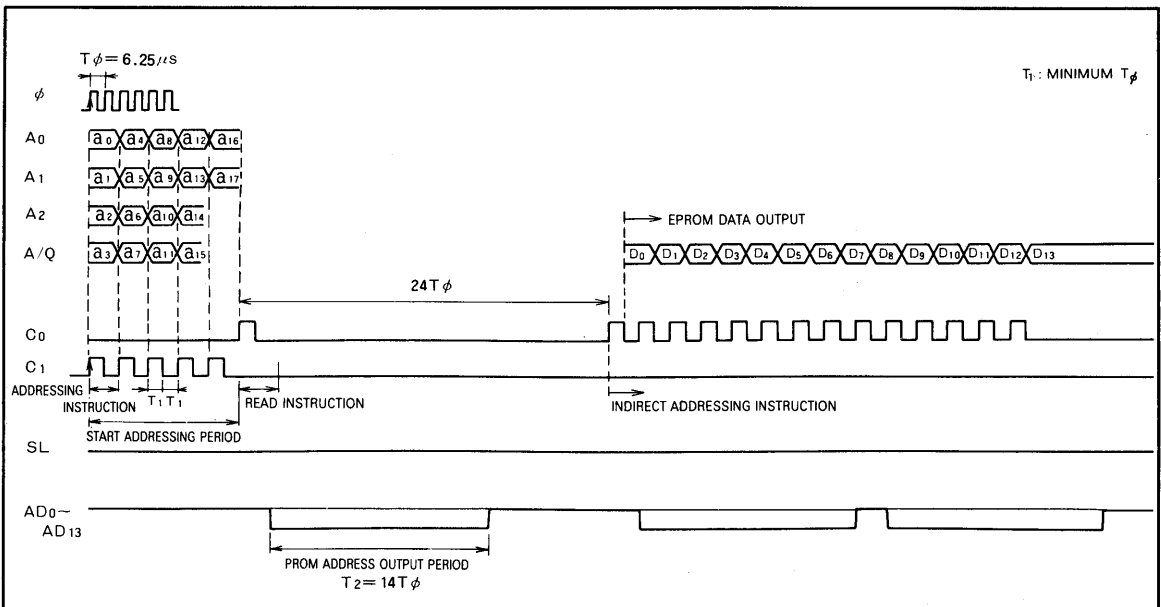 Tϕ=6.25μs
T1: MINIMUM Tϕ
ϕ
A0 a0 a4 a8 a12 a16
A1 a1 a5 a9 a13 a17
A2 a2 a6 a10 a14
EPROM DATA OUTPUT
A/Q a3 a7 a11 a15 D0 D1 D2 D3 D4 D5 D6 D7 D8 D9 D10 D11 D12 D13
24Tϕ
C0
C1
ADDRESSING INSTRUCTION T1 T1 READ INSTRUCTION INDIRECT ADDRESSING INSTRUCTION
START ADDRESSING PERIOD
SL
AD0~
AD13
PROM ADDRESS OUTPUT PERIOD
T2=14Tϕ